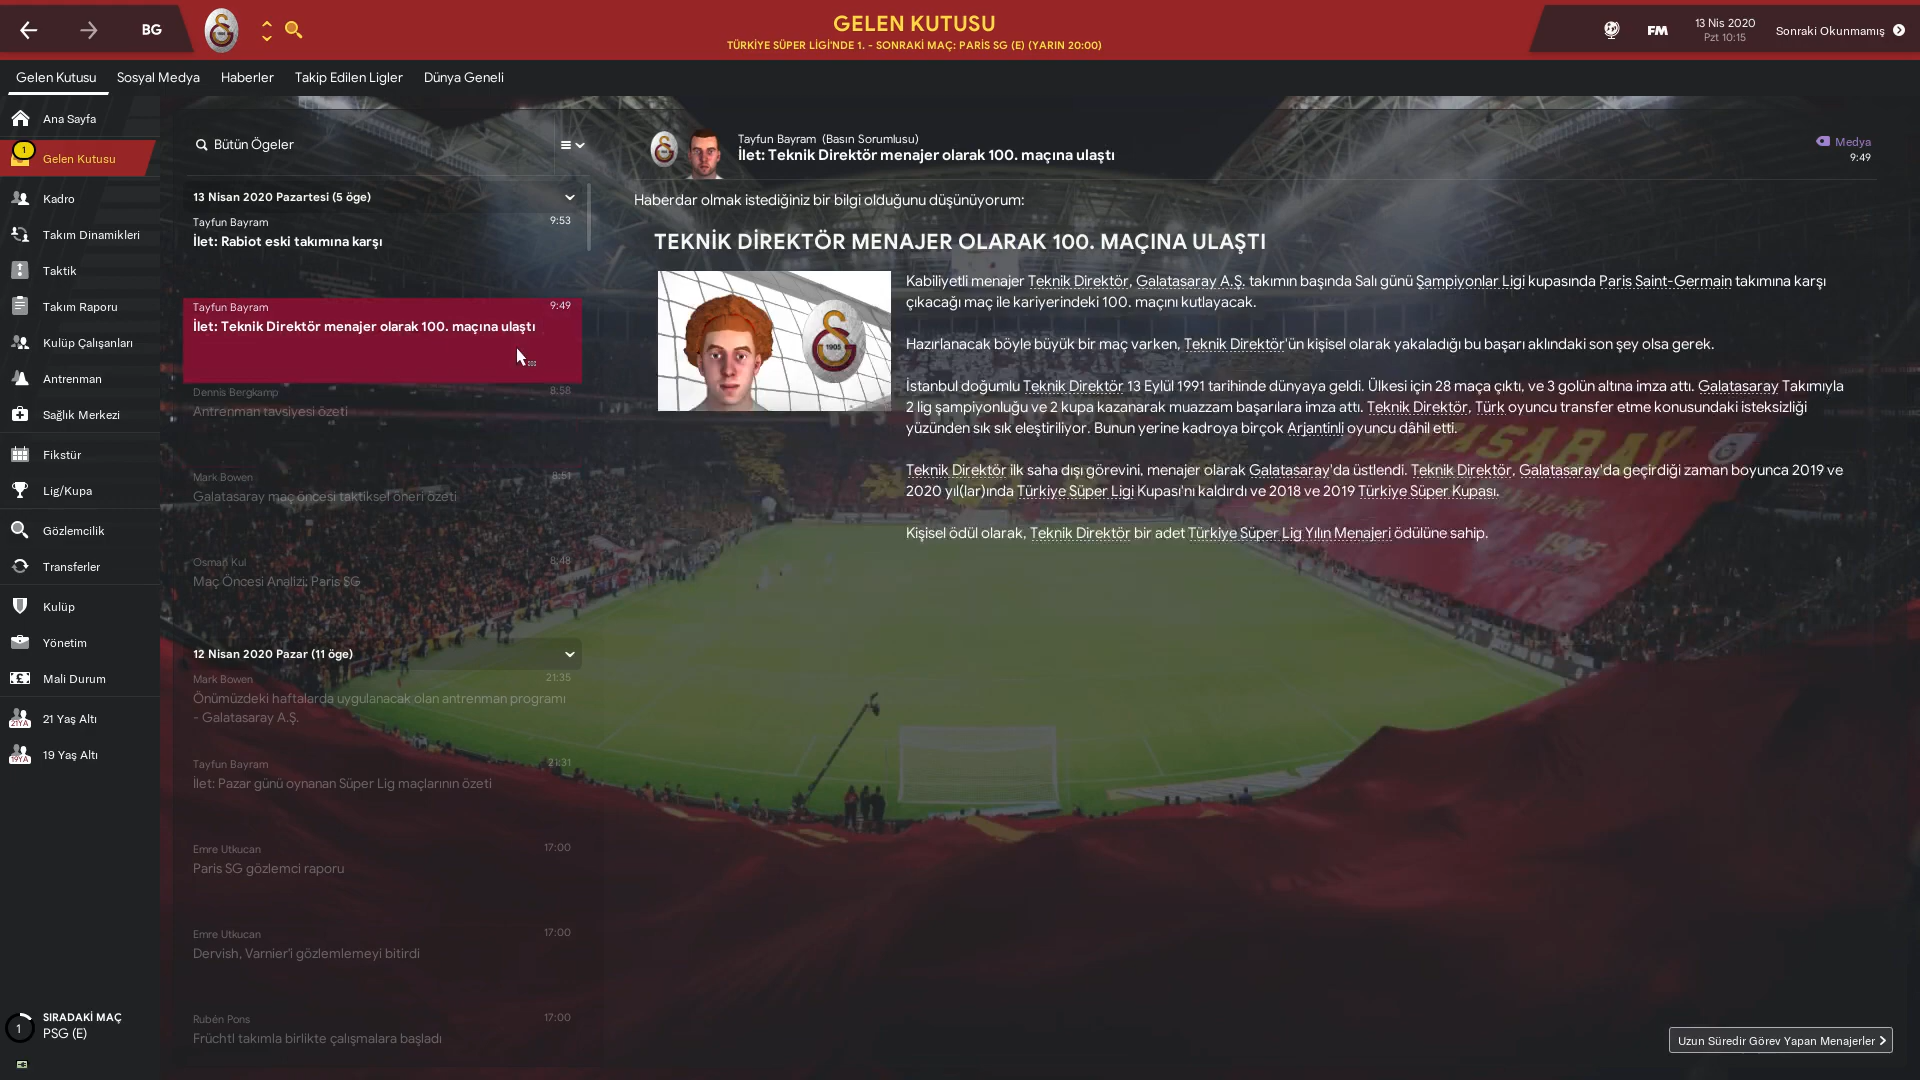 BG
GELEN KUTUSU
TÜRKİYE SÜPER LİGİ'NDE 1. - SONRAKİ MAÇ: PARİS SG (E) (YARIN 20:00)
FM
13 Nis 2020
Pzt 10:15
Sonraki Okunmamış
Gelen Kutusu
Sosyal Medya
Haberler
Takip Edilen Ligler
Dünya Geneli
Ana Sayfa
1
Gelen Kutusu
Kadro
Takım Dinamikleri
Taktik
Takım Raporu
Kulüp Çalışanları
Antrenman
Sağlık Merkezi
Fikstür
Lig/Kupa
Gözlemcilik
Transferler
Kulüp
Yönetim
Mali Durum
21YA
21 Yaş Altı
19YA
19 Yaş Altı
1
SIRADAKİ MAÇ
PSG (E)
Bütün Ögeler
13 Nisan 2020 Pazartesi (5 öge)
Tayfun Bayram 9:53
İlet: Rabiot eski takımına karşı
Tayfun Bayram 9:49
İlet: Teknik Direktör menajer olarak 100. maçına ulaştı
Dennis Bergkamp 8:58
Antrenman tavsiyesi özeti
Mark Bowen 8:51
Galatasaray maç öncesi taktiksel öneri özeti
Osman Kul 8:48
Maç Öncesi Analizi: Paris SG
12 Nisan 2020 Pazar (11 öge)
Mark Bowen 21:35
Önümüzdeki haftalarda uygulanacak olan antrenman programı
- Galatasaray A.Ş.
Tayfun Bayram 21:31
İlet: Pazar günü oynanan Süper Lig maçlarının özeti
Emre Utkucan 17:00
Paris SG gözlemci raporu
Emre Utkucan 17:00
Dervish, Varnier'i gözlemlemeyi bitirdi
Rubén Pons 17:00
Früchtl takımla birlikte çalışmalara başladı
Tayfun Bayram (Basın Sorumlusu)
İlet: Teknik Direktör menajer olarak 100. maçına ulaştı
Medya
9:49
Haberdar olmak istediğiniz bir bilgi olduğunu düşünüyorum:
TEKNİK DİREKTÖR MENAJER OLARAK 100. MAÇINA ULAŞTI
1905
Kabiliyetli menajer Teknik Direktör, Galatasaray A.Ş. takımın başında Salı günü Şampiyonlar Ligi kupasında Paris Saint-Germain takımına karşı
çıkacağı maç ile kariyerindeki 100. maçını kutlayacak.
Hazırlanacak böyle büyük bir maç varken, Teknik Direktör'ün kişisel olarak yakaladığı bu başarı aklındaki son şey olsa gerek.
İstanbul doğumlu Teknik Direktör 13 Eylül 1991 tarihinde dünyaya geldi. Ülkesi için 28 maça çıktı, ve 3 golün altına imza attı. Galatasaray Takımıyla
2 lig şampiyonluğu ve 2 kupa kazanarak muazzam başarılara imza attı. Teknik Direktör, Türk oyuncu transfer etme konusundaki isteksizliği
yüzünden sık sık eleştiriliyor. Bunun yerine kadroya birçok Arjantinli oyuncu dâhil etti.
Teknik Direktör ilk saha dışı görevini, menajer olarak Galatasaray'da üstlendi. Teknik Direktör, Galatasaray'da geçirdiği zaman boyunca 2019 ve
2020 yıl(lar)ında Türkiye Süper Ligi Kupası'nı kaldırdı ve 2018 ve 2019 Türkiye Süper Kupası.
Kişisel ödül olarak, Teknik Direktör bir adet Türkiye Süper Lig Yılın Menajeri ödülüne sahip.
Uzun Süredir Görev Yapan Menajerler